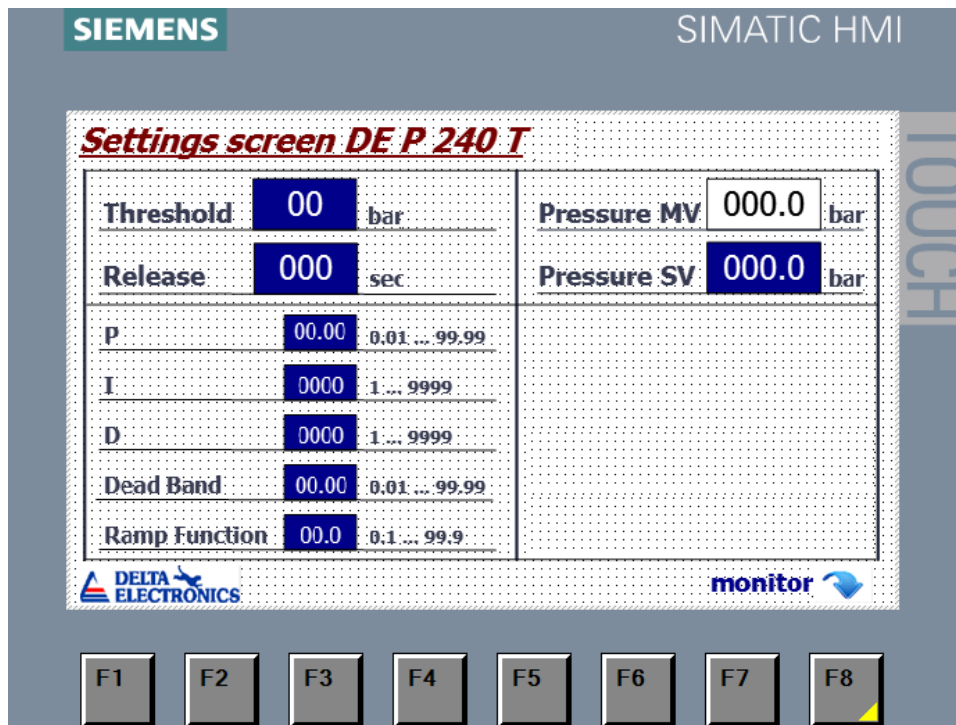 SIEMENS
SIMATIC HMI
TOUCH
Settings screen DE P 240 T
Threshold 00 bar
Pressure MV 000.0 bar
Release 000 sec
Pressure SV 000.0 bar
P 00.00 0.01 ... 99.99
I 0000 1 ... 9999
D 0000 1 ... 9999
Dead Band 00.00 0.01 ... 99.99
Ramp Function 00.0 0.1 ... 99.9
DELTA
ELECTRONICS
monitor
F1 F2 F3 F4 F5 F6 F7 F8